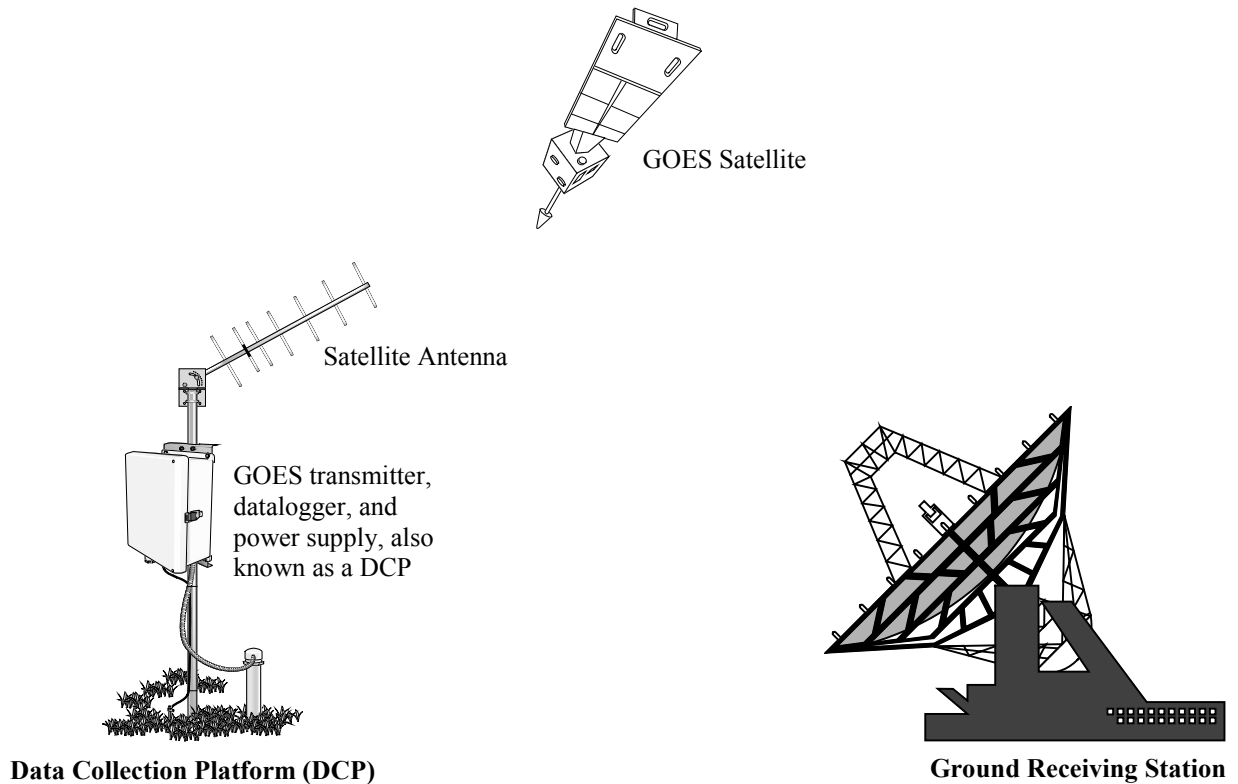 GOES Satellite
Satellite Antenna
GOES transmitter,
datalogger, and
power supply, also
known as a DCP
Data Collection Platform (DCP)
Ground Receiving Station